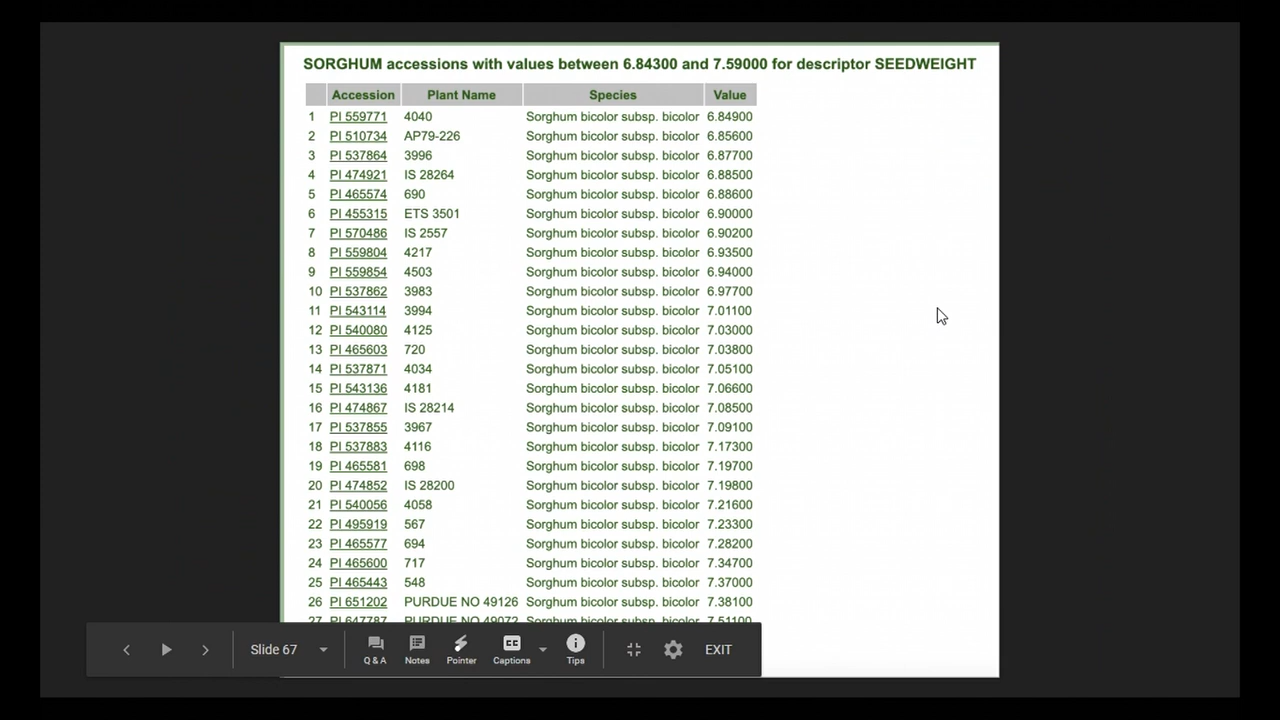 SORGHUM accessions with values between 6.84300 and 7.59000 for descriptor SEEDWEIGHT
Accession Plant Name Species Value
1 PI 559771 4040 Sorghum bicolor subsp. bicolor 6.84900
2 PI 510734 AP79-226 Sorghum bicolor subsp. bicolor 6.85600
3 PI 537864 3996 Sorghum bicolor subsp. bicolor 6.87700
4 PI 474921 IS 28264 Sorghum bicolor subsp. bicolor 6.88500
5 PI 465574 690 Sorghum bicolor subsp. bicolor 6.88600
6 PI 455315 ETS 3501 Sorghum bicolor subsp. bicolor 6.90000
7 PI 570486 IS 2557 Sorghum bicolor subsp. bicolor 6.90200
8 PI 559804 4217 Sorghum bicolor subsp. bicolor 6.93500
9 PI 559854 4503 Sorghum bicolor subsp. bicolor 6.94000
10 PI 537862 3983 Sorghum bicolor subsp. bicolor 6.97700
11 PI 543114 3994 Sorghum bicolor subsp. bicolor 7.01100
12 PI 540080 4125 Sorghum bicolor subsp. bicolor 7.03000
13 PI 465603 720 Sorghum bicolor subsp. bicolor 7.03800
14 PI 537871 4034 Sorghum bicolor subsp. bicolor 7.05100
15 PI 543136 4181 Sorghum bicolor subsp. bicolor 7.06600
16 PI 474867 IS 28214 Sorghum bicolor subsp. bicolor 7.08500
17 PI 537855 3967 Sorghum bicolor subsp. bicolor 7.09100
18 PI 537883 4116 Sorghum bicolor subsp. bicolor 7.17300
19 PI 465581 698 Sorghum bicolor subsp. bicolor 7.19700
20 PI 474852 IS 28200 Sorghum bicolor subsp. bicolor 7.19800
21 PI 540056 4058 Sorghum bicolor subsp. bicolor 7.21600
22 PI 495919 567 Sorghum bicolor subsp. bicolor 7.23300
23 PI 465577 694 Sorghum bicolor subsp. bicolor 7.28200
24 PI 465600 717 Sorghum bicolor subsp. bicolor 7.34700
25 PI 465443 548 Sorghum bicolor subsp. bicolor 7.37000
26 PI 651202 PURDUE NO 49126 Sorghum bicolor subsp. bicolor 7.38100
27 PI 647787 PURDUE NO 49072 Sorghum bicolor subsp. bicolor 7.51100
Slide 67 Q & A Notes Pointer Captions Tips EXIT